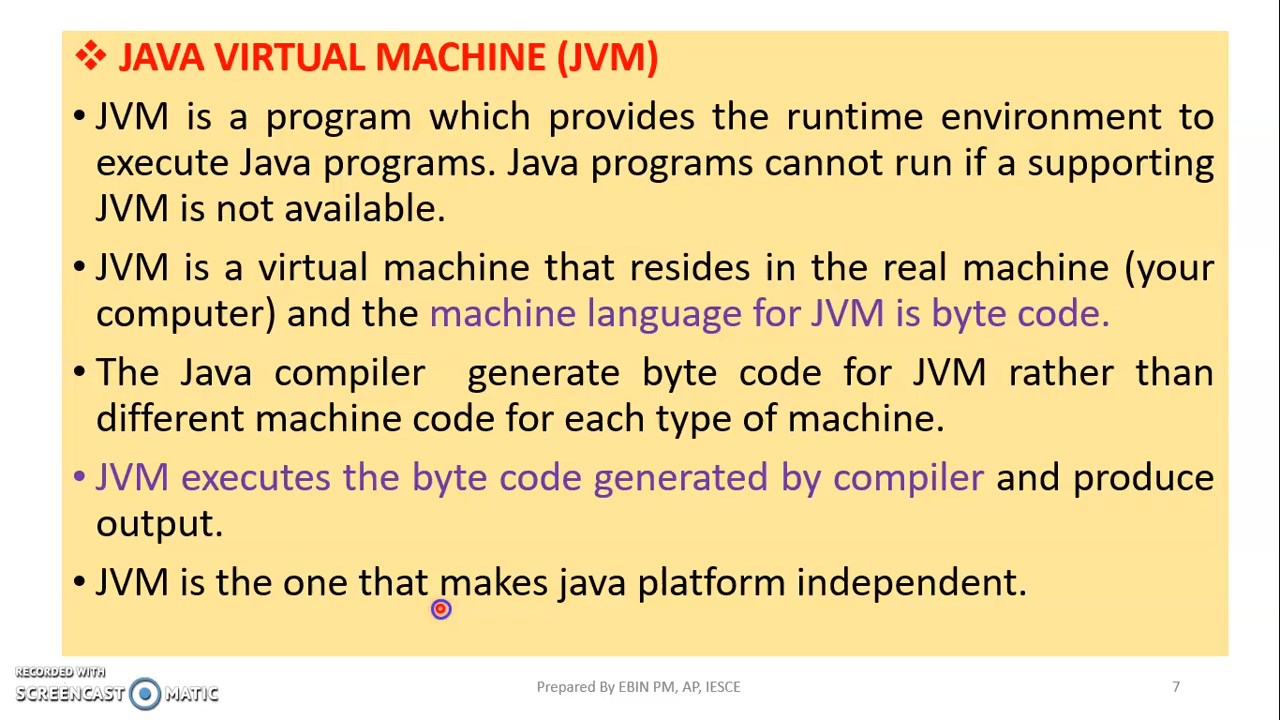 ❖ JAVA VIRTUAL MACHINE (JVM)
• JVM is a program which provides the runtime environment to
execute Java programs. Java programs cannot run if a supporting
JVM is not available.
• JVM is a virtual machine that resides in the real machine (your
computer) and the machine language for JVM is byte code.
• The Java compiler generate byte code for JVM rather than
different machine code for each type of machine.
• JVM executes the byte code generated by compiler and produce
output.
• JVM is the one that makes java platform independent.
RECORDED WITH
SCREENCAST MATIC
Prepared By EBIN PM, AP, IESCE
7